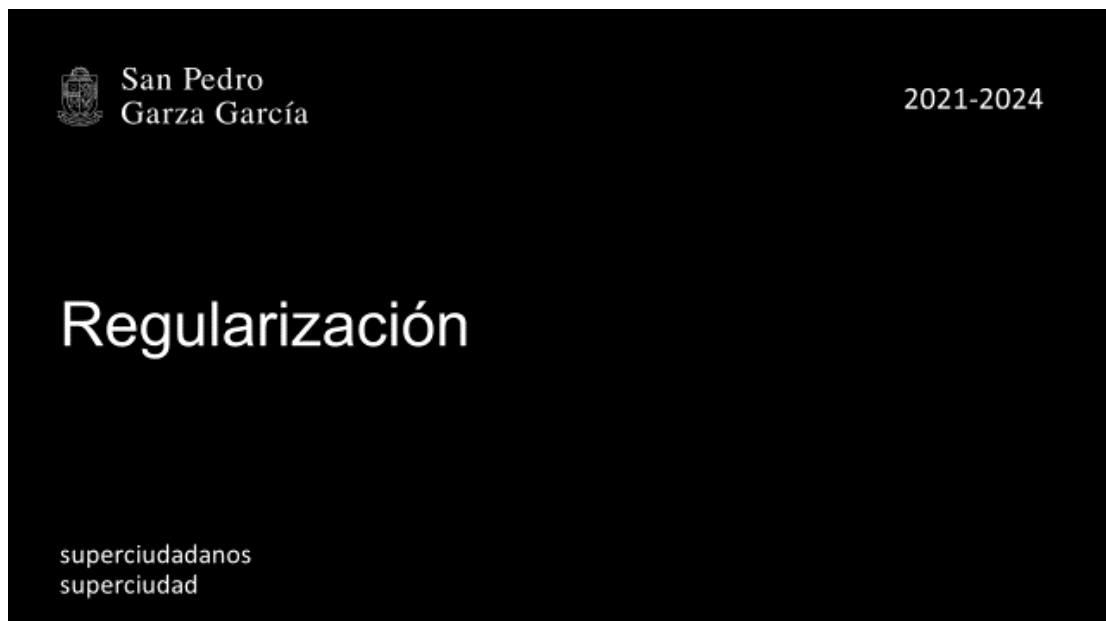 San Pedro
Garza García
2021-2024
Regularización
superciudadanos
superciudad